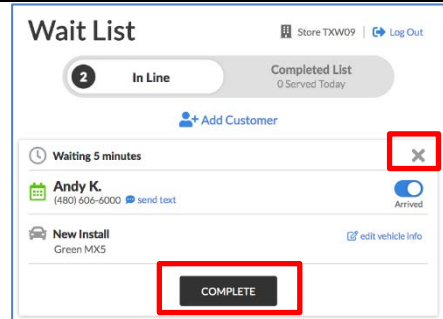 Wait List
Store TXW09 | Log Out
2 In Line
Completed List
0 Served Today
Add Customer
Waiting 5 minutes
Andy K.
(480) 606-6000 send text
Arrived
New Install
edit vehicle info
Green MX5
COMPLETE